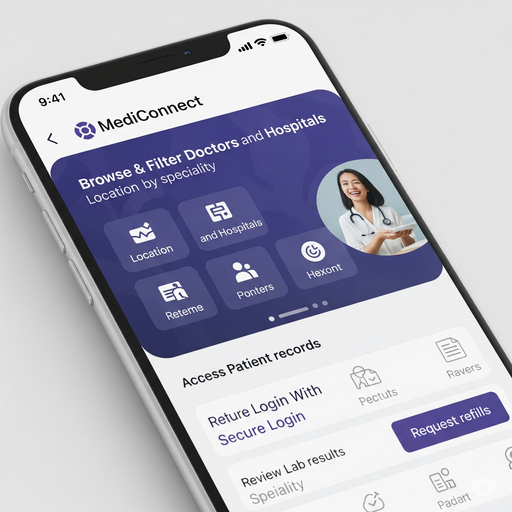 9:41
MediConnect
Browse & Filter Doctors and Hospitals
Location by speciality
Location
and Hospitals
Reterne
Ponters
Hexont
Access Patient records
Reture Login With
Secure Login
Pectuts
Ravers
Review Lab results
Speiality
Request refills
Padart